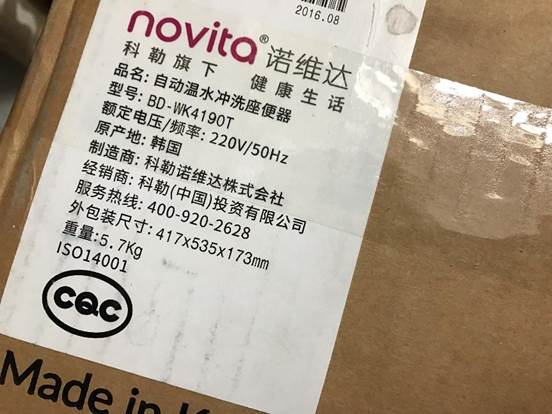 2016.08
novita® 诺维达
科勒旗下 健康生活
品名: 自动温水冲洗座便器
型号: BD-WK4190T
额定电压/频率: 220V/50Hz
原产地: 韩国
制造商: 科勒诺维达株式会社
经销商: 科勒(中国)投资有限公司
服务热线: 400-920-2628
外包装尺寸: 417x535x173mm
重量: 5.7Kg
ISO14001
CQC
Made in